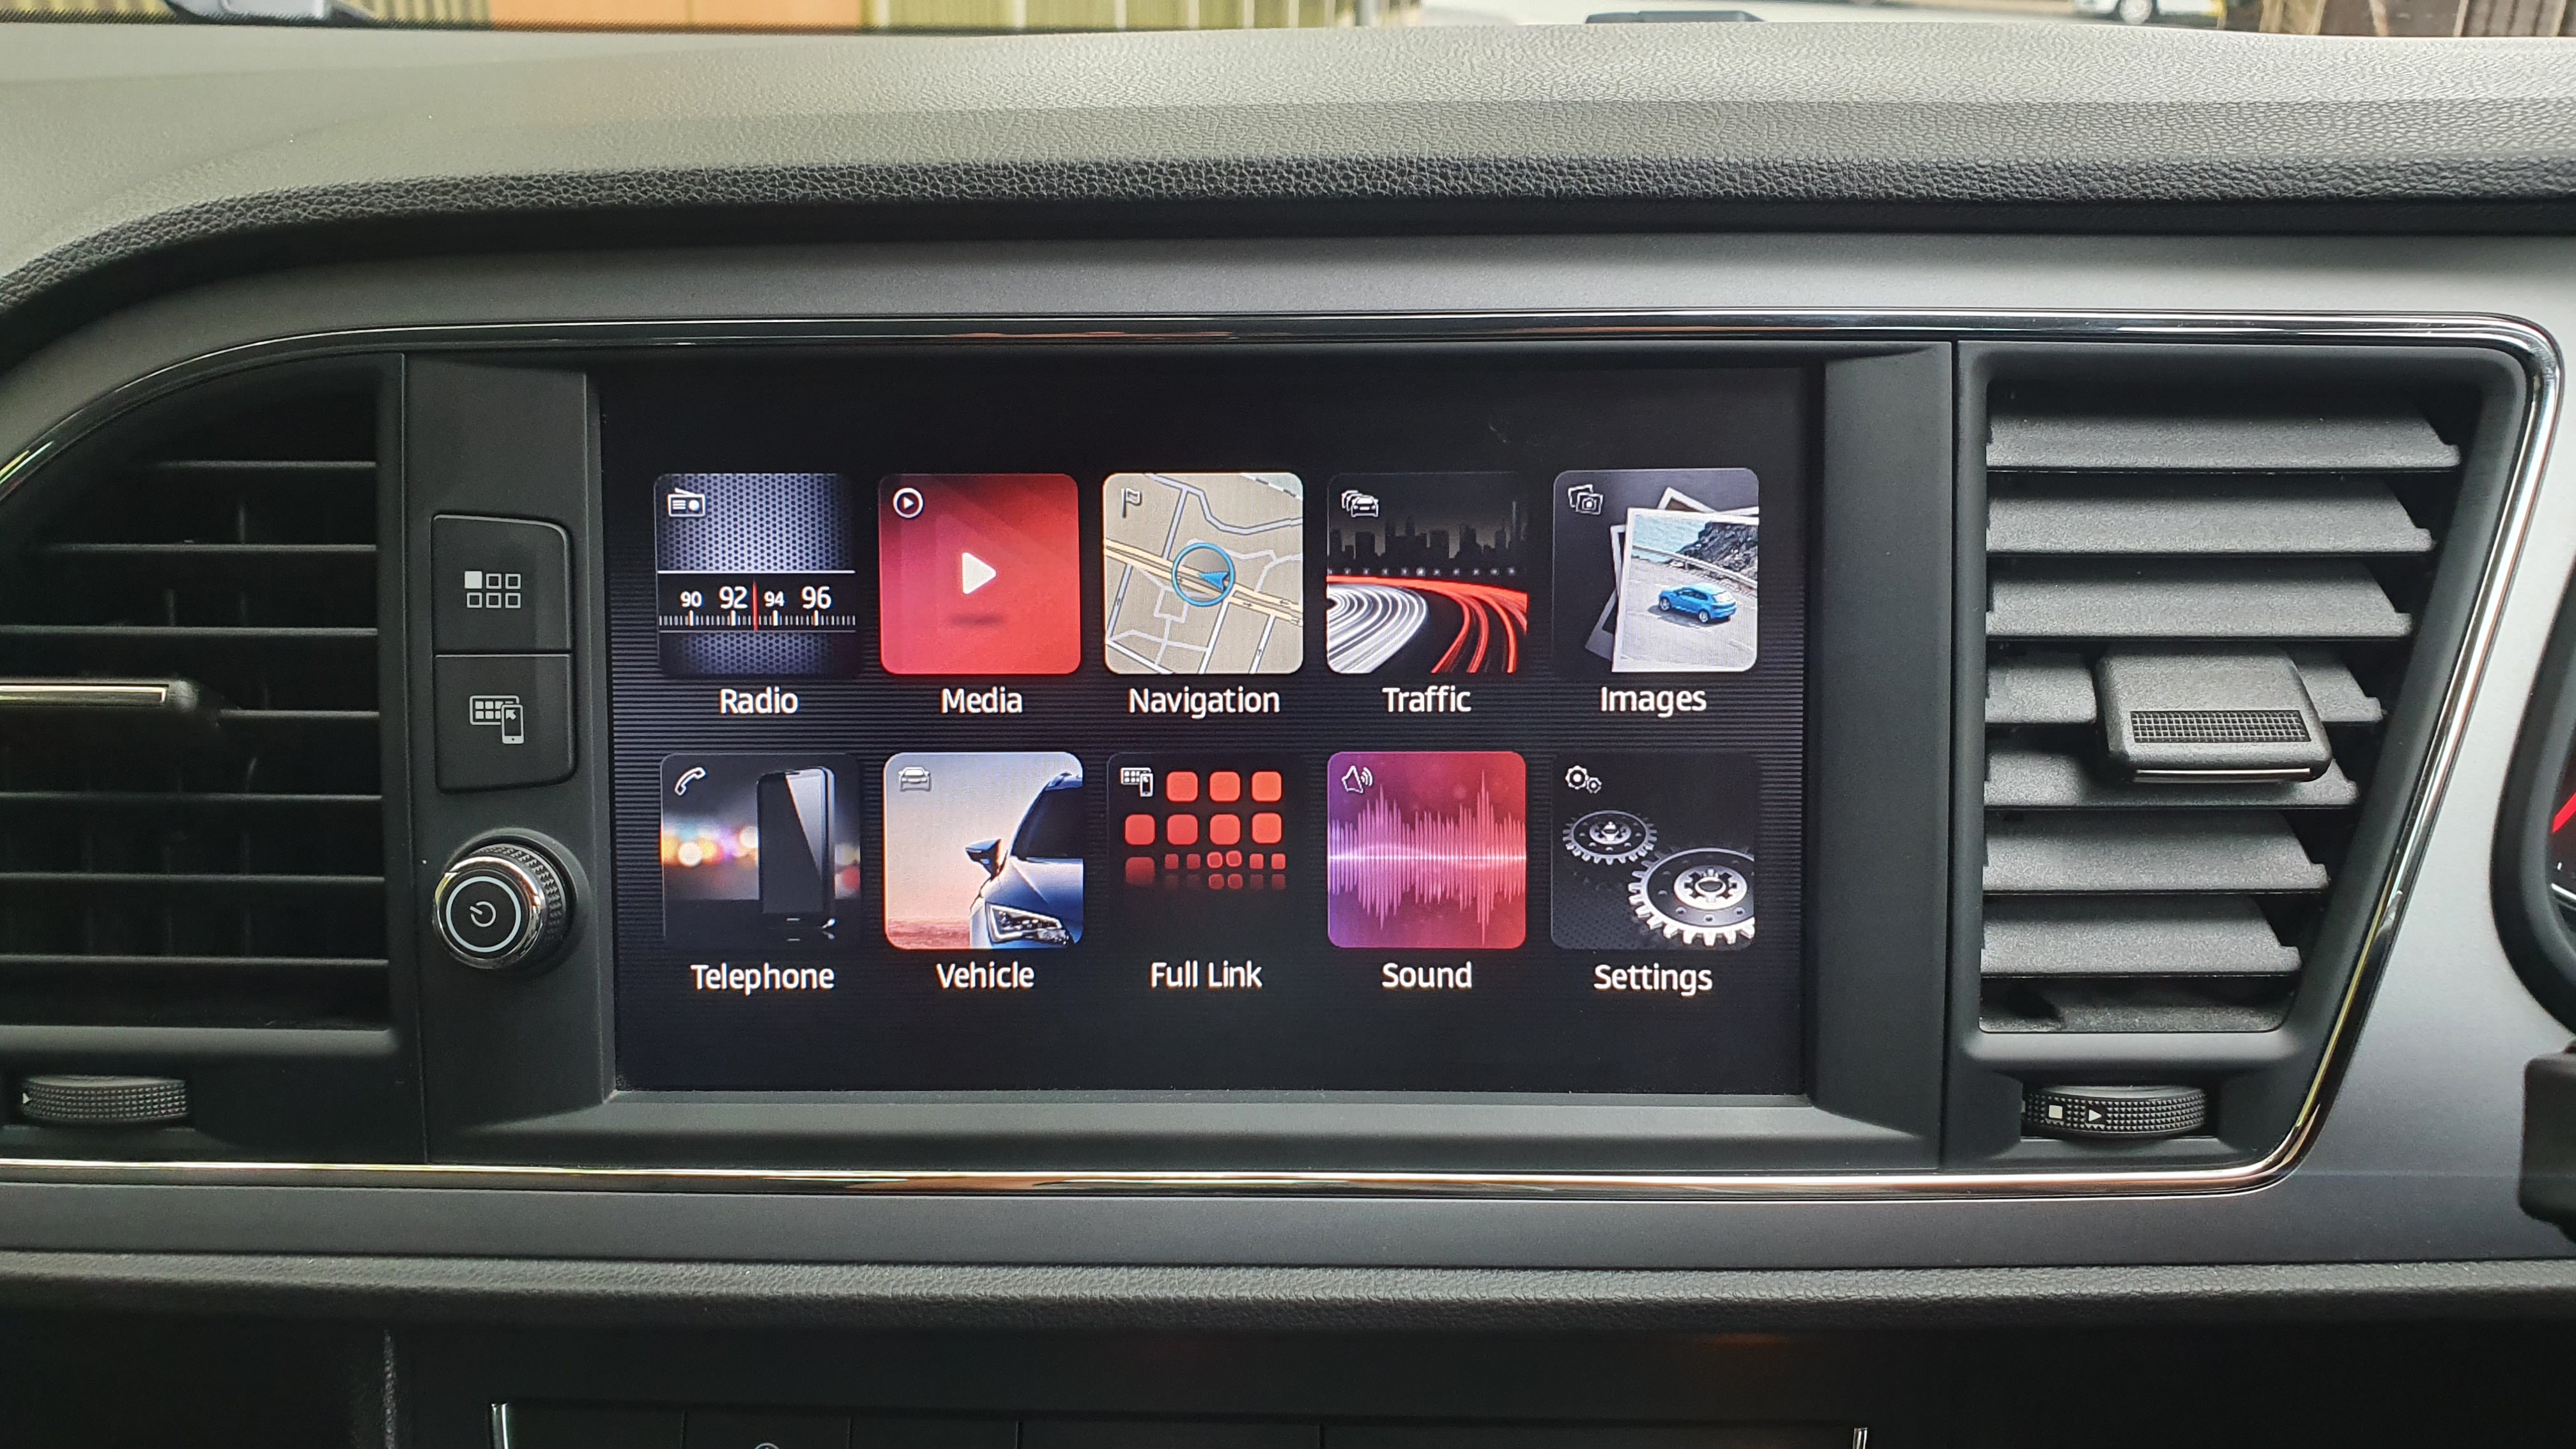 90 92 94 96
Radio Media Navigation Traffic Images
Telephone Vehicle Full Link Sound Settings